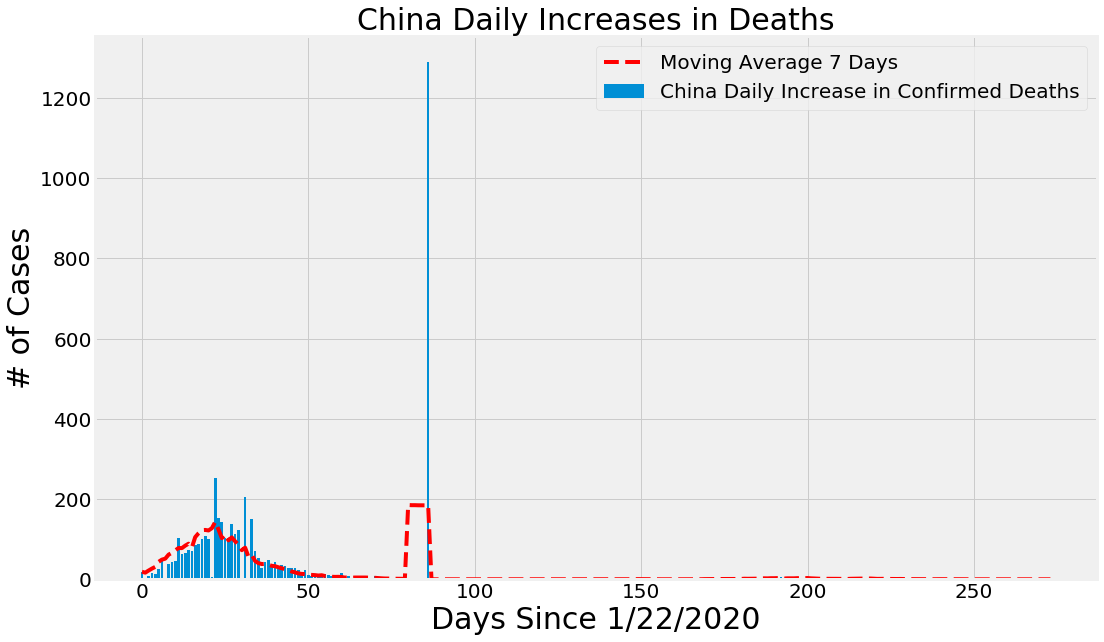 China Daily Increases in Deaths
Moving Average 7 Days
China Daily Increase in Confirmed Deaths
# of Cases
1200
1000
800
600
400
200
0
0 50 100 150 200 250
Days Since 1/22/2020